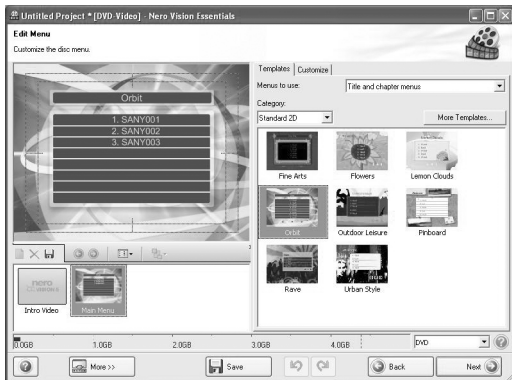 Untitled Project *[DVD-Video] - Nero Vision Essentials
Edit Menu
Customize the disc menu.
Templates
Customize
Menus to use:
Title and chapter menus
Category:
Standard 2D
More Templates...
Orbit
1. SANY001
2. SANY002
3. SANY003
Fine Arts
Flowers
Lemon Clouds
Orbit
Outdoor Leisure
Pinboard
Rave
Urban Style
nero
Intro Video
Main Menu
0.0GB
1.0GB
2.0GB
3.0GB
4.0GB
DVD
More >>
Save
Back
Next